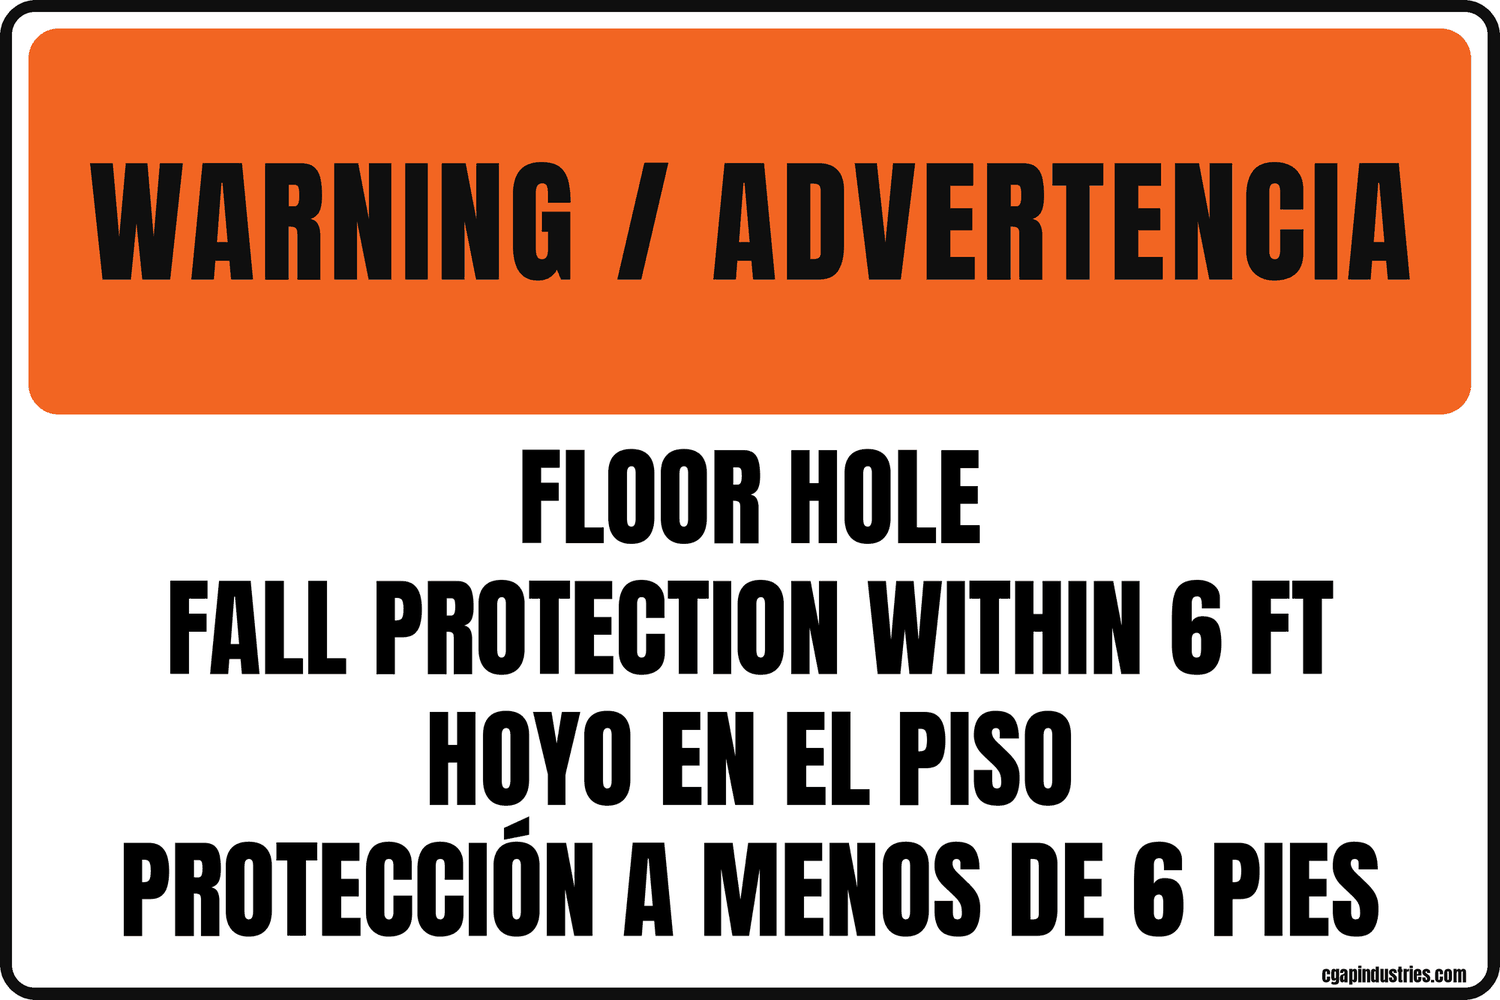 WARNING / ADVERTENCIA
FLOOR HOLE
FALL PROTECTION WITHIN 6 FT
HOYO EN EL PISO
PROTECCIÓN A MENOS DE 6 PIES
cgapindustries.com